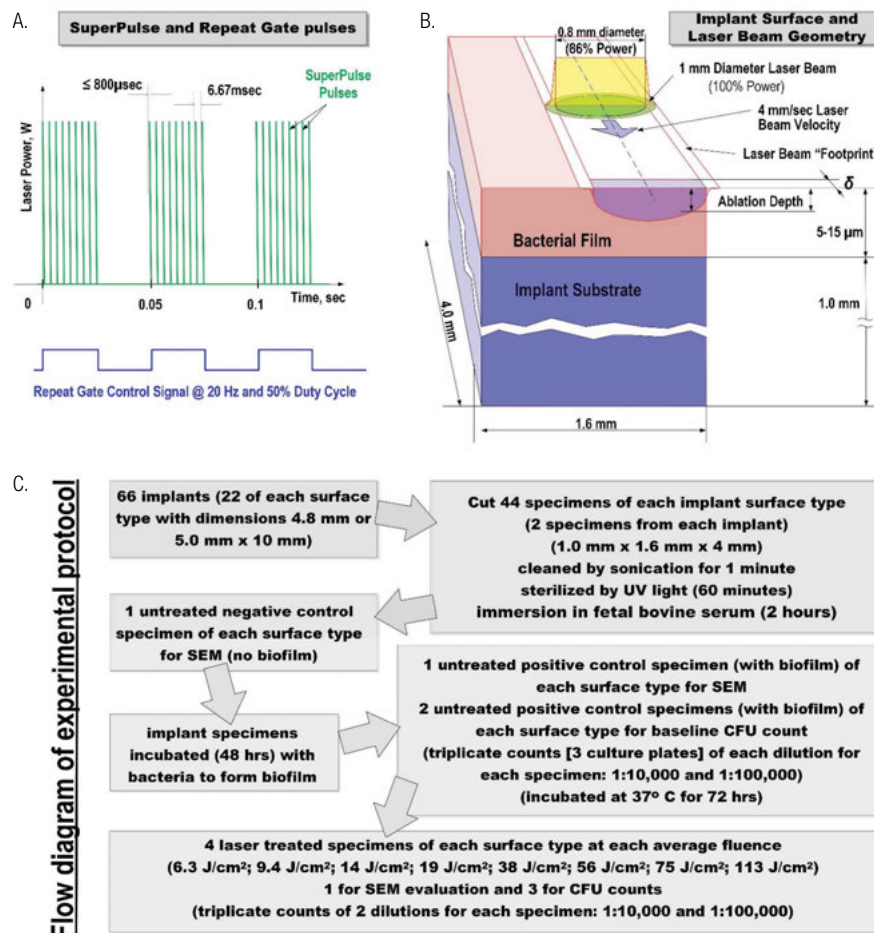 A.
SuperPulse and Repeat Gate pulses
≤ 800µsec
6.67msec
SuperPulse
Pulses
Laser Power, W
0
0.05
0.1
Time, sec
Repeat Gate Control Signal @ 20 Hz and 50% Duty Cycle
B.
Implant Surface and
Laser Beam Geometry
0.8 mm diameter
(86% Power)
1 mm Diameter Laser Beam
(100% Power)
4 mm/sec Laser
Beam Velocity
Laser Beam "Footprint"
δ
Ablation Depth
Bacterial Film
5-15 µm
Implant Substrate
1.0 mm
4.0 mm
1.6 mm
C.
Flow diagram of experimental protocol
66 implants (22 of each surface
type with dimensions 4.8 mm or
5.0 mm x 10 mm)
Cut 44 specimens of each implant surface type
(2 specimens from each implant)
(1.0 mm x 1.6 mm x 4 mm)
cleaned by sonication for 1 minute
sterilized by UV light (60 minutes)
immersion in fetal bovine serum (2 hours)
1 untreated negative control
specimen of each surface type
for SEM (no biofilm)
implant specimens
incubated (48 hrs) with
bacteria to form biofilm
1 untreated positive control specimen (with biofilm) of
each surface type for SEM
2 untreated positive control specimens (with biofilm) of
each surface type for baseline CFU count
(triplicate counts [3 culture plates] of each dilution for
each specimen: 1:10,000 and 1:100,000)
(incubated at 37º C for 72 hrs)
4 laser treated specimens of each surface type at each average fluence
(6.3 J/cm²; 9.4 J/cm²; 14 J/cm²; 19 J/cm²; 38 J/cm²; 56 J/cm²; 75 J/cm²; 113 J/cm²)
1 for SEM evaluation and 3 for CFU counts
(triplicate counts of 2 dilutions for each specimen: 1:10,000 and 1:100,000)